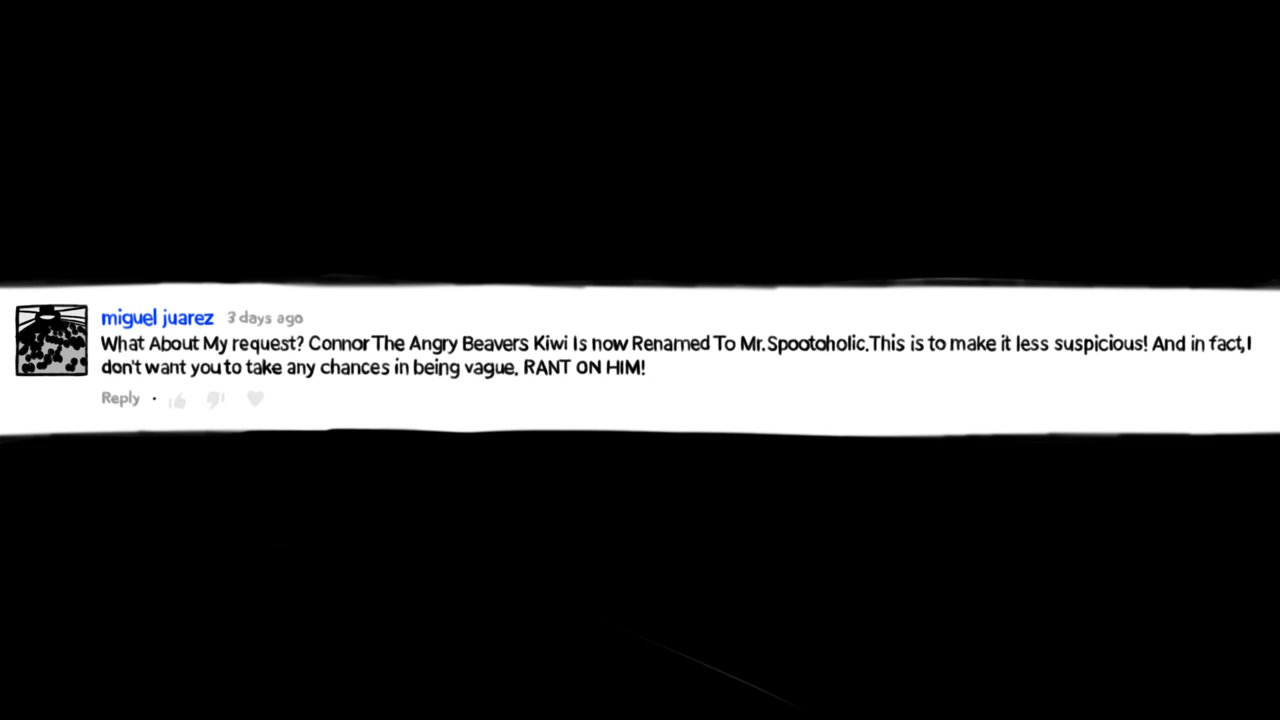 miguel juarez 3 days ago
What About My request? Connor The Angry Beavers Kiwi Is now Renamed To Mr.Spootoholic.This is to make it less suspicious! And in fact,I
don't want you to take any chances in being vague. RANT ON HIM!
Reply •